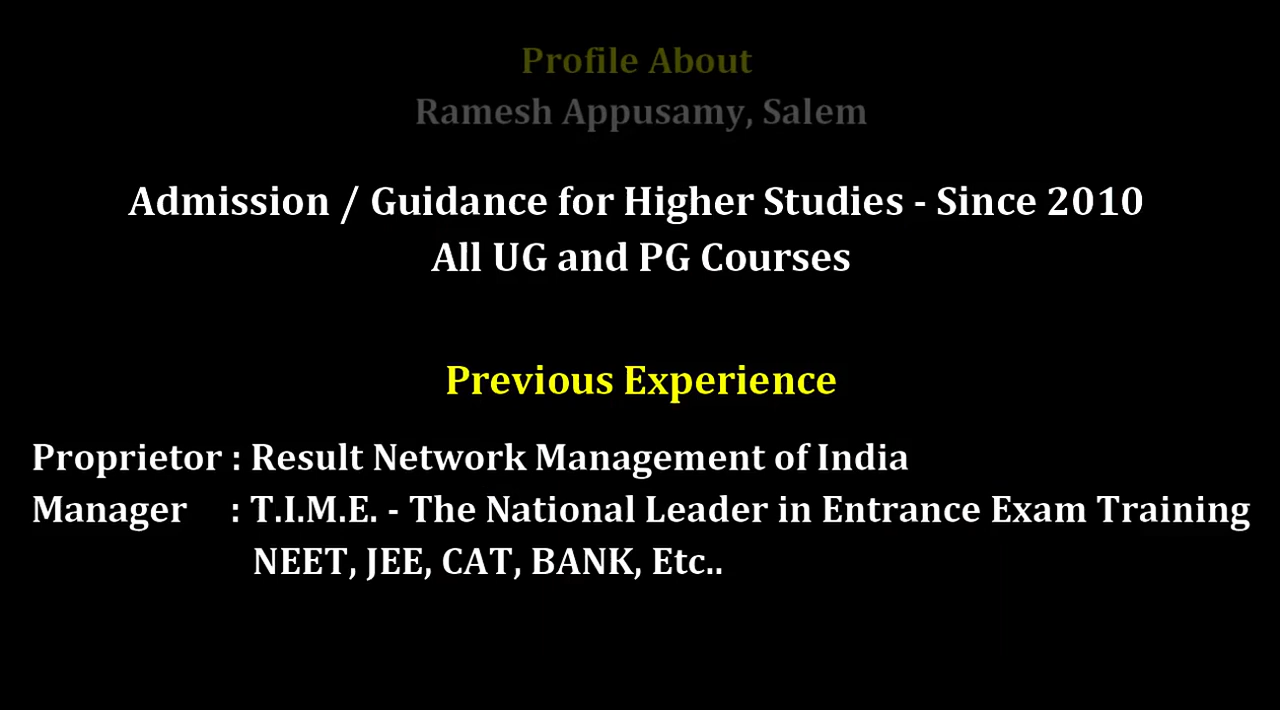 Profile About
Ramesh Appusamy, Salem
Admission / Guidance for Higher Studies - Since 2010
All UG and PG Courses
Previous Experience
Proprietor : Result Network Management of India
Manager : T.I.M.E. - The National Leader in Entrance Exam Training
NEET, JEE, CAT, BANK, Etc..